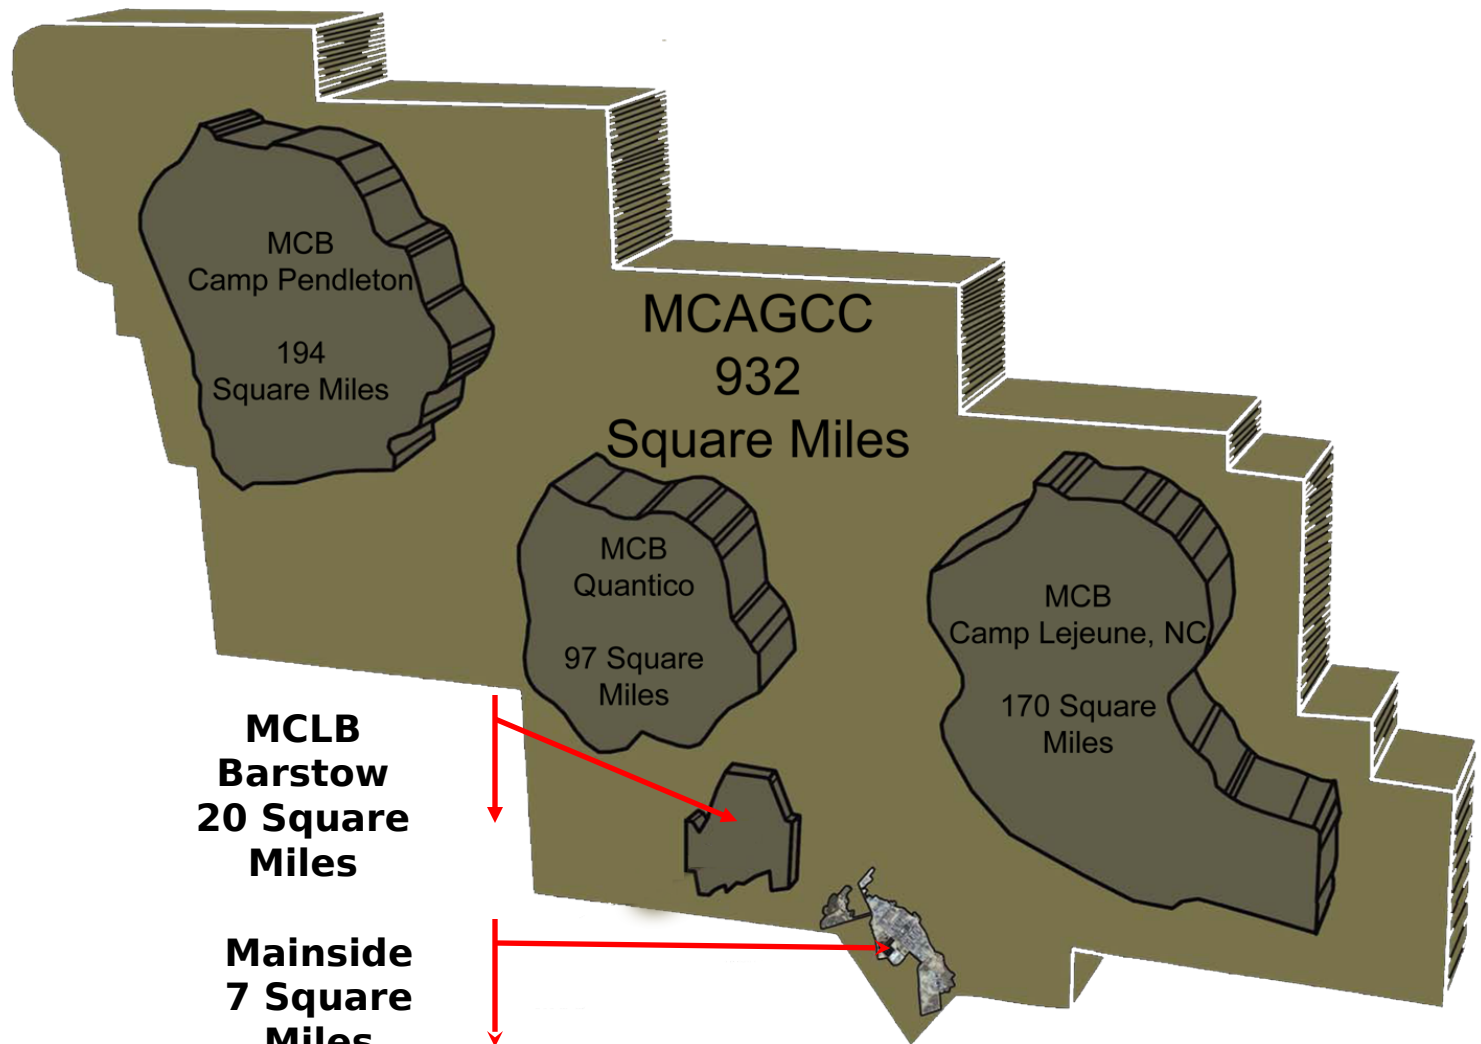 MCB
Camp Pendleton
194
Square Miles
MCAGCC
932
Square Miles
MCB
Quantico
97 Square
Miles
MCB
Camp Lejeune, NC
170 Square
Miles
MCLB
Barstow
20 Square
Miles
Mainside
7 Square
Miles